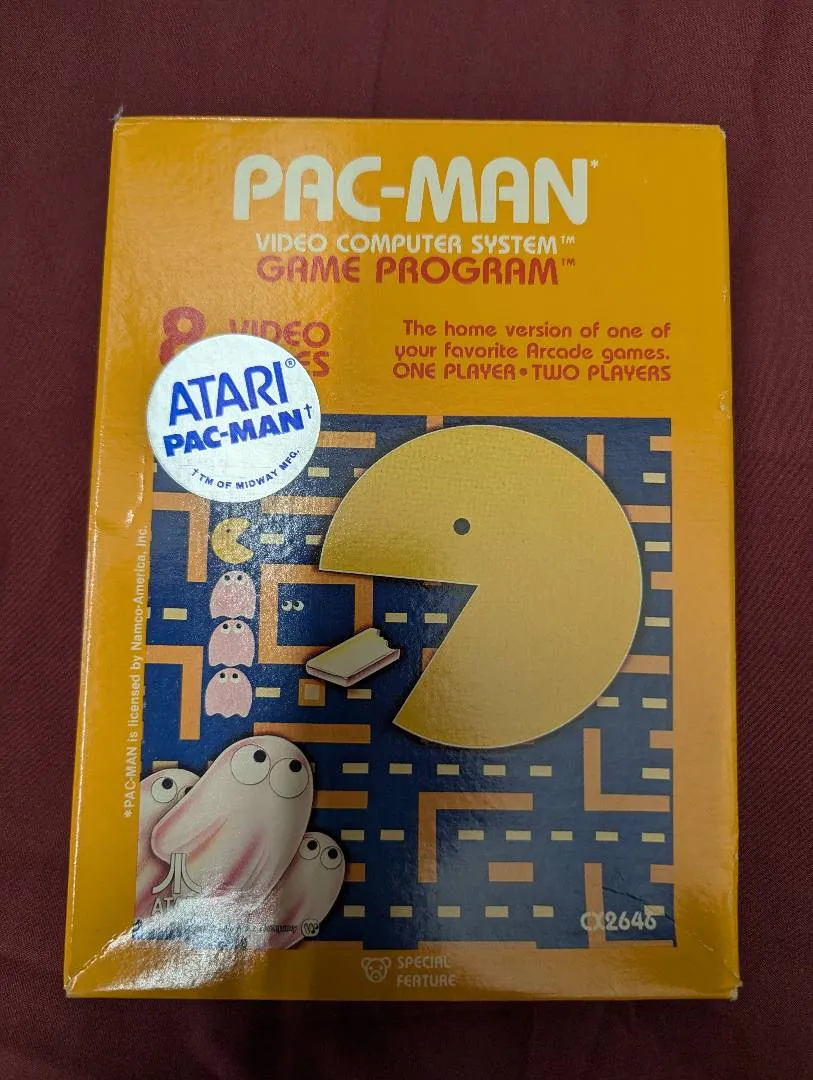 PAC-MAN*
VIDEO COMPUTER SYSTEM™
GAME PROGRAM™
8 VIDEO
ES
The home version of one of
your favorite Arcade games.
ONE PLAYER • TWO PLAYERS
ATARI®
PAC-MAN†
†TM OF MIDWAY MFG.
*PAC-MAN is licensed by Namco-America, Inc.
CX2646
SPECIAL
FEATURE